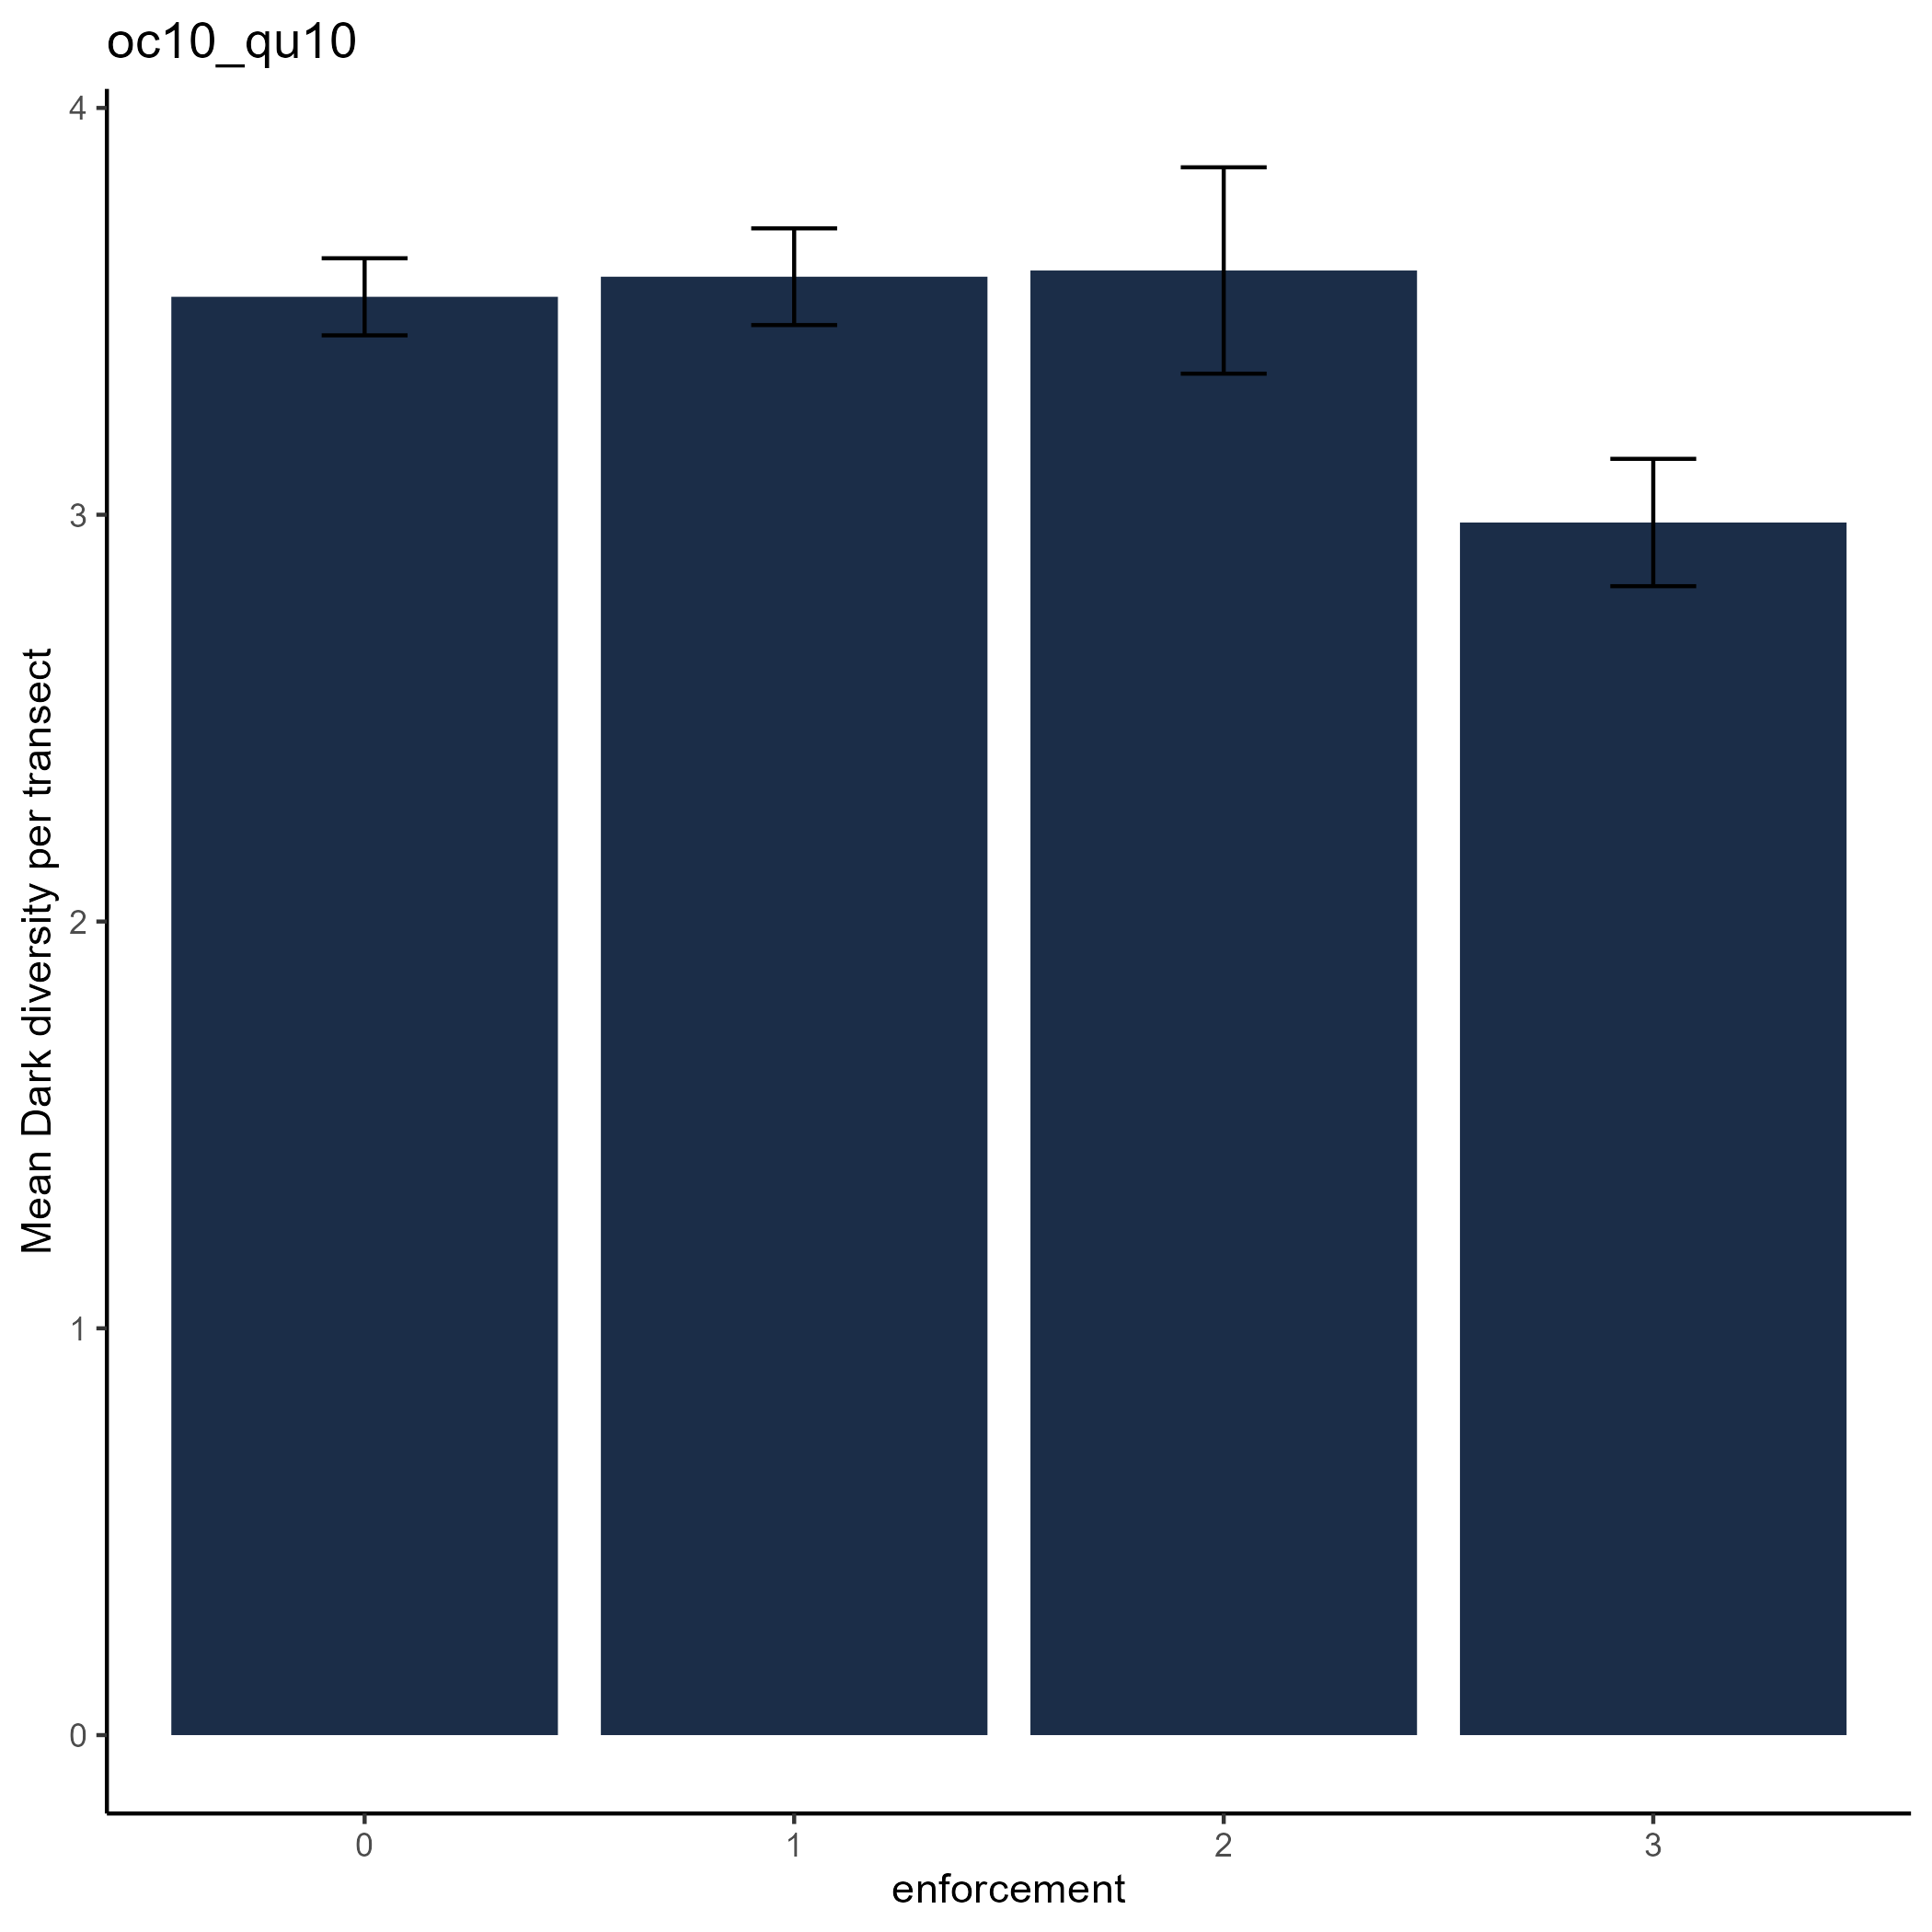 oc10_qu10
Mean Dark diversity per transect
4
3
2
1
0
0 1 2 3
enforcement